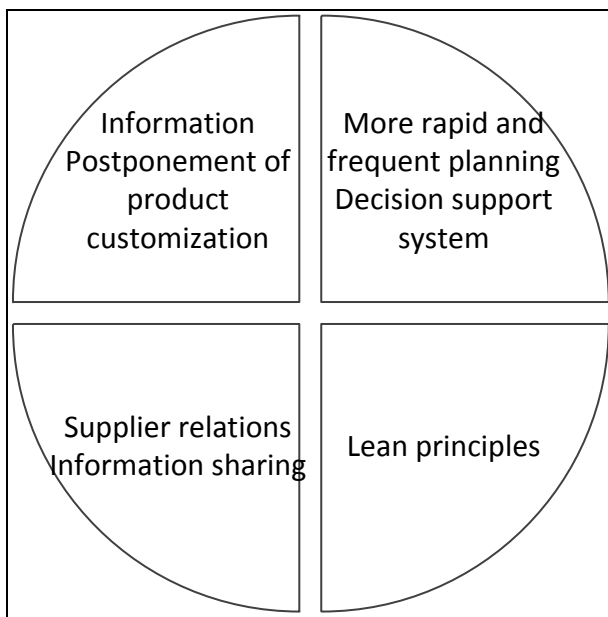 Information
Postponement of
product
customization
More rapid and
frequent planning
Decision support
system
Supplier relations
Information sharing
Lean principles